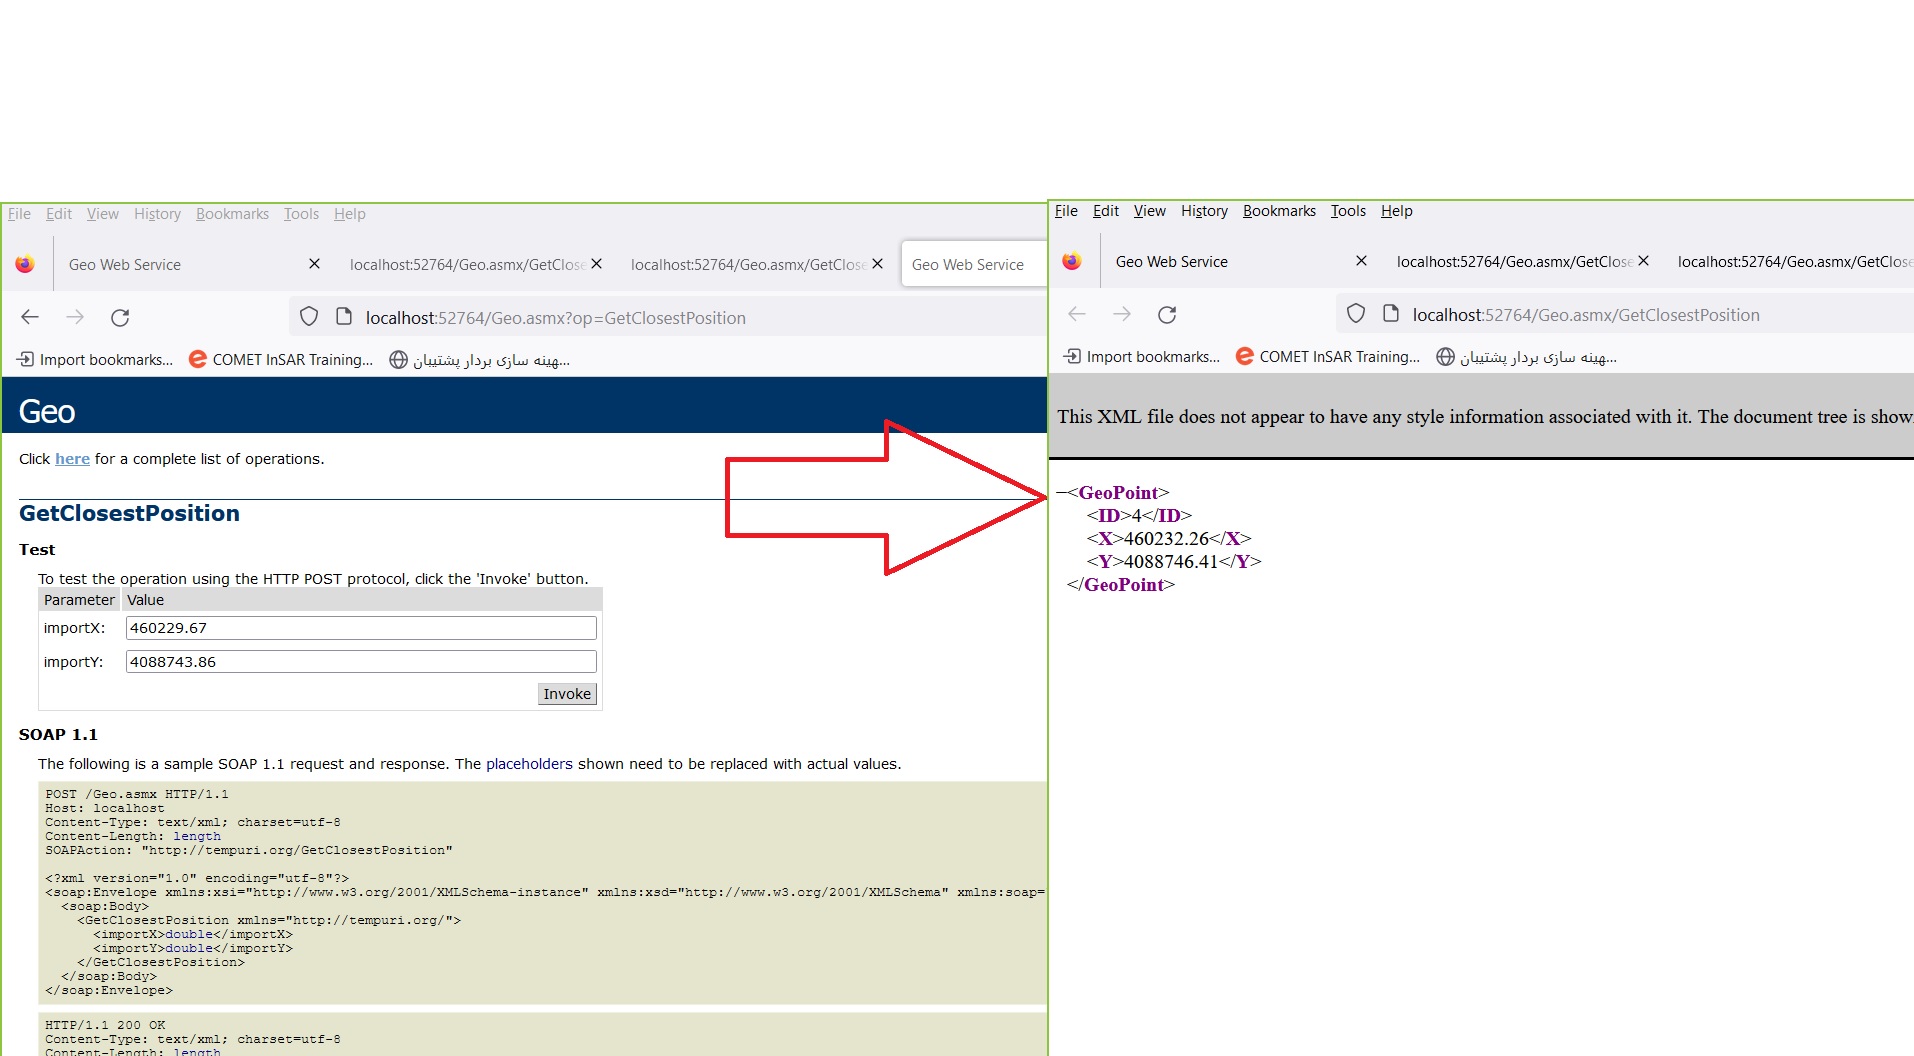 File Edit View History Bookmarks Tools Help
Geo Web Service
localhost:52764/Geo.asmx/GetClose
localhost:52764/Geo.asmx/GetClose
Geo Web Service
localhost:52764/Geo.asmx?op=GetClosestPosition
Import bookmarks...
COMET InSAR Training...
هینه سازی بردار پشتیبان...
Geo
Click here for a complete list of operations.
GetClosestPosition
Test
To test the operation using the HTTP POST protocol, click the 'Invoke' button.
Parameter Value
importX: 460229.67
importY: 4088743.86
Invoke
SOAP 1.1
The following is a sample SOAP 1.1 request and response. The placeholders shown need to be replaced with actual values.
POST /Geo.asmx HTTP/1.1
Host: localhost
Content-Type: text/xml; charset=utf-8
Content-Length: length
SOAPAction: "http://tempuri.org/GetClosestPosition"
<?xml version="1.0" encoding="utf-8"?>
<soap:Envelope xmlns:xsi="http://www.w3.org/2001/XMLSchema-instance" xmlns:xsd="http://www.w3.org/2001/XMLSchema" xmlns:soap=
<soap:Body>
<GetClosestPosition xmlns="http://tempuri.org/">
<importX>double</importX>
<importY>double</importY>
</GetClosestPosition>
</soap:Body>
</soap:Envelope>
HTTP/1.1 200 OK
Content-Type: text/xml; charset=utf-8
Content-Length: length
File Edit View History Bookmarks Tools Help
Geo Web Service
localhost:52764/Geo.asmx/GetClose
localhost:52764/Geo.asmx/GetClose
localhost:52764/Geo.asmx/GetClosestPosition
Import bookmarks...
COMET InSAR Training...
هینه سازی بردار پشتیبان...
This XML file does not appear to have any style information associated with it. The document tree is show
−<GeoPoint>
<ID>4</ID>
<X>460232.26</X>
<Y>4088746.41</Y>
</GeoPoint>